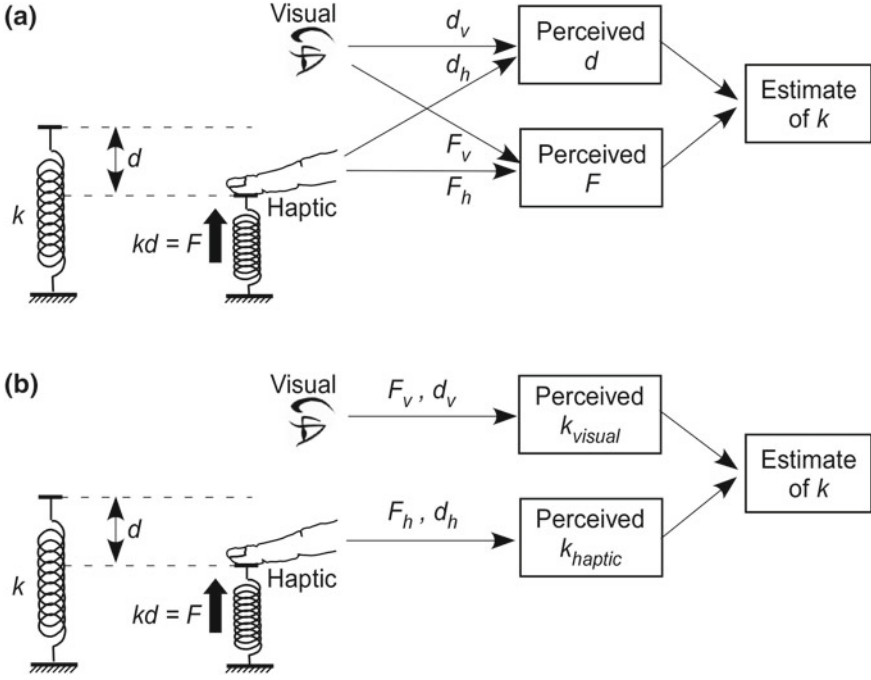 (a)
Visual
d_v
d_h
Perceived
d
Estimate
of k
d
k
F_v
F_h
Perceived
F
Haptic
kd = F
(b)
Visual
F_v , d_v
Perceived
k_visual
Estimate
of k
d
k
F_h , d_h
Perceived
k_haptic
Haptic
kd = F